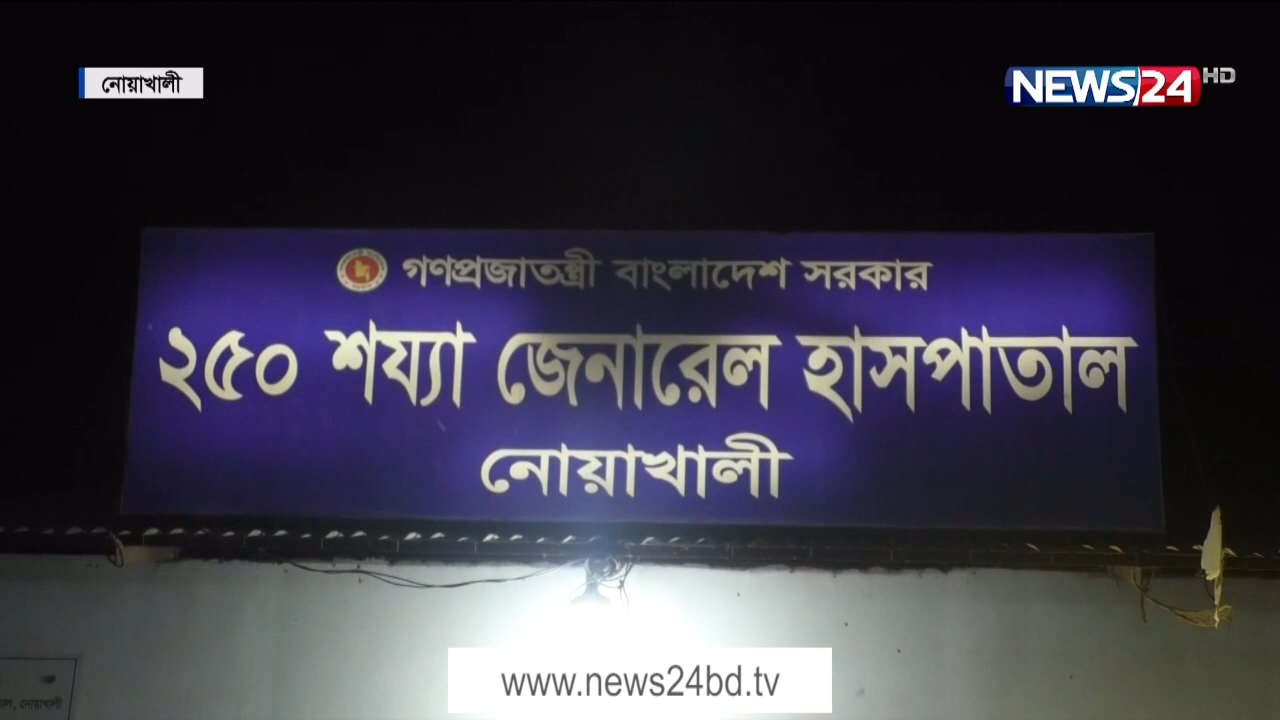 নোয়াখালী
NEWS24 HD
গণপ্রজাতন্ত্রী বাংলাদেশ সরকার
২৫০ শয্যা জেনারেল হাসপাতাল
নোয়াখালী
www.news24bd.tv
নোয়াখালী